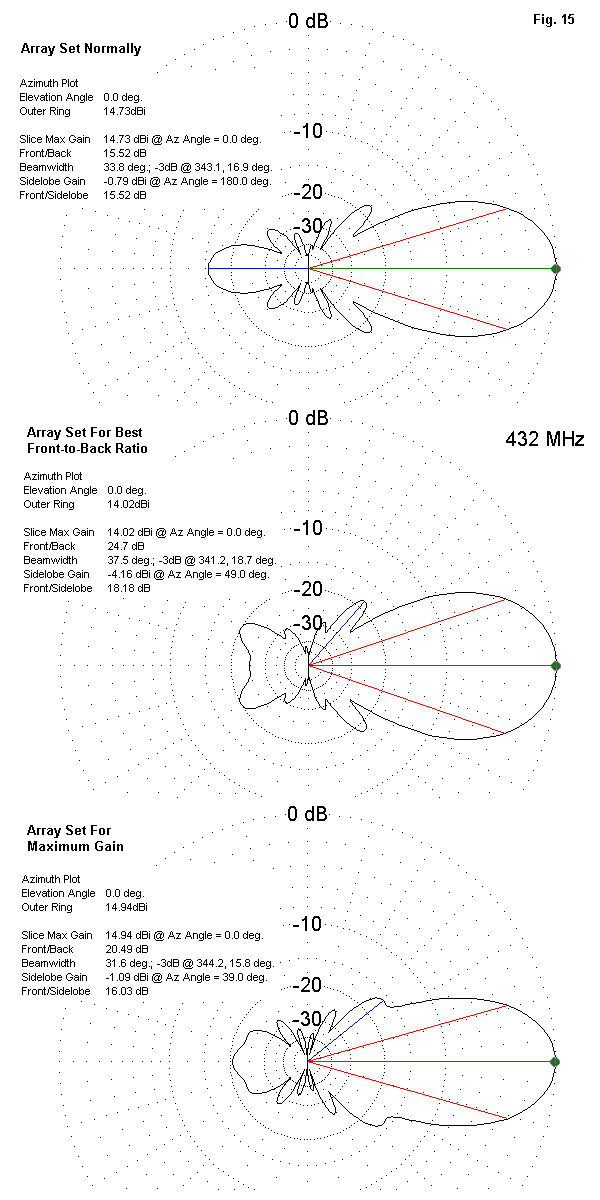 0 dB
Fig. 15
Array Set Normally
Azimuth Plot
Elevation Angle 0.0 deg.
Outer Ring 14.73dBi
-10
Slice Max Gain 14.73 dBi @ Az Angle = 0.0 deg.
Front/Back 15.52 dB
Beamwidth 33.8 deg.; -3dB @ 343.1, 16.9 deg.
Sidelobe Gain -0.79 dBi @ Az Angle = 180.0 deg.
Front/Sidelobe 15.52 dB
-20
-30
0 dB
Array Set For Best
Front-to-Back Ratio
432 MHz
Azimuth Plot
Elevation Angle 0.0 deg.
Outer Ring 14.02dBi
-10
Slice Max Gain 14.02 dBi @ Az Angle = 0.0 deg.
Front/Back 24.7 dB
Beamwidth 37.5 deg.; -3dB @ 341.2, 18.7 deg.
Sidelobe Gain -4.16 dBi @ Az Angle = 49.0 deg.
Front/Sidelobe 18.18 dB
-20
-30
0 dB
Array Set For
Maximum Gain
Azimuth Plot
Elevation Angle 0.0 deg.
Outer Ring 14.94dBi
-10
Slice Max Gain 14.94 dBi @ Az Angle = 0.0 deg.
Front/Back 20.49 dB
Beamwidth 31.6 deg.; -3dB @ 344.2, 15.8 deg.
Sidelobe Gain -1.09 dBi @ Az Angle = 39.0 deg.
Front/Sidelobe 16.03 dB
-20
-30